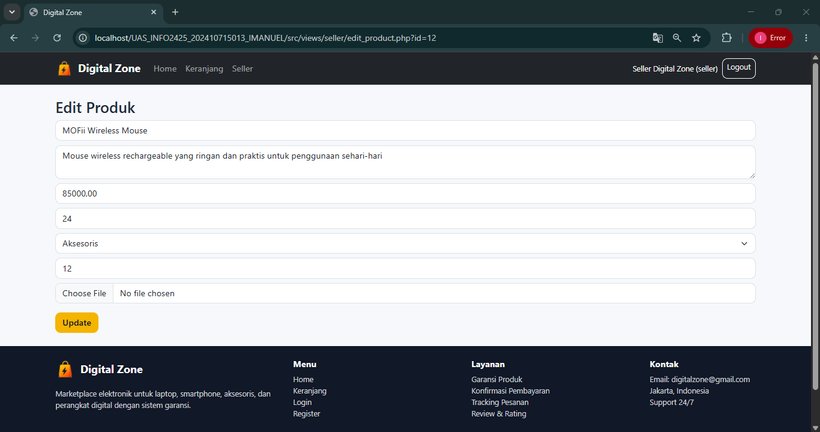 Digital Zone
localhost/UAS_INFO2425_202410715013_IMANUEL/src/views/seller/edit_product.php?id=12
I Error
Digital Zone Home Keranjang Seller Seller Digital Zone (seller) Logout
Edit Produk
MOFii Wireless Mouse
Mouse wireless rechargeable yang ringan dan praktis untuk penggunaan sehari-hari
85000,00
24
Aksesoris
12
Choose File No file chosen
Update
Digital Zone
Marketplace elektronik untuk laptop, smartphone, aksesoris, dan
perangkat digital dengan sistem garansi.
Menu
Home
Keranjang
Login
Register
Layanan
Garansi Produk
Konfirmasi Pembayaran
Tracking Pesanan
Review & Rating
Kontak
Email: digitalzone@gmail.com
Jakarta, Indonesia
Support 24/7